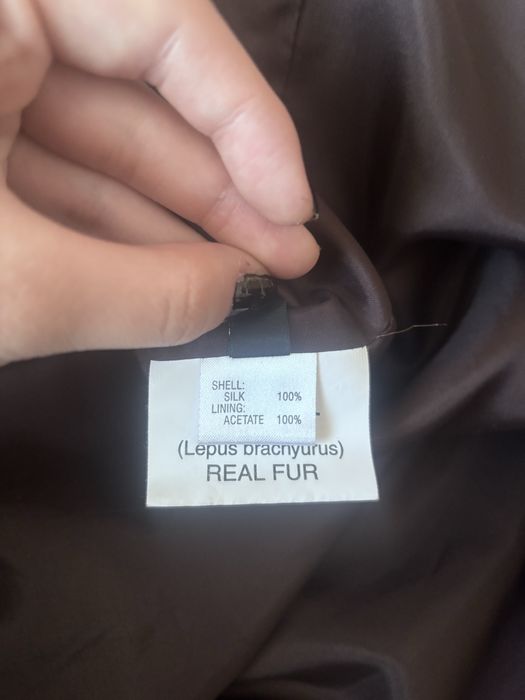 SHELL:
SILK 100%
LINING:
ACETATE 100%
(Lepus brachyurus)
REAL FUR